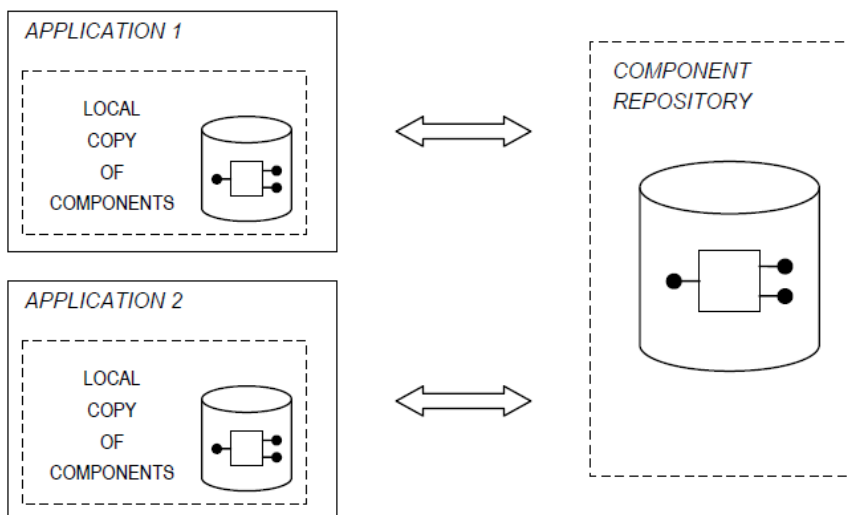 APPLICATION 1
LOCAL
COPY
OF
COMPONENTS
COMPONENT
REPOSITORY
APPLICATION 2
LOCAL
COPY
OF
COMPONENTS